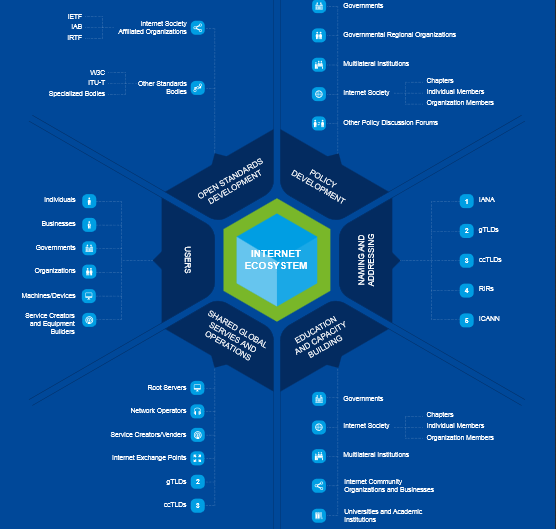 IETF
IAB
IRTF
Internet Society
Affiliated Organizations
W3C
ITU-T
Specialized Bodies
Other Standards
Bodies
Governments
Governmental Regional Organizations
Multilateral Institutions
Internet Society
Chapters
Individual Members
Organization Members
Other Policy Discussion Forums
OPEN STANDARDS
DEVELOPMENT
POLICY
DEVELOPMENT
Individuals
Businesses
Governments
Organizations
Machines/Devices
Service Creators
and Equipment
Builders
USERS
INTERNET
ECOSYSTEM
NAMING AND
ADDRESSING
1 IANA
2 gTLDs
3 ccTLDs
4 RIRs
5 ICANN
SHARED GLOBAL
SERVIES AND
OPERATIONS
EDUCATION
AND CAPACITY
BUILDING
Root Servers
Network Operators
Service Creators/Venders
Internet Exchange Points
gTLDs 2
ccTLDs 3
Governments
Internet Society
Chapters
Individual Members
Organization Members
Multilateral Institutions
Internet Community
Organizations and Businesses
Universities and Academic
Institutions